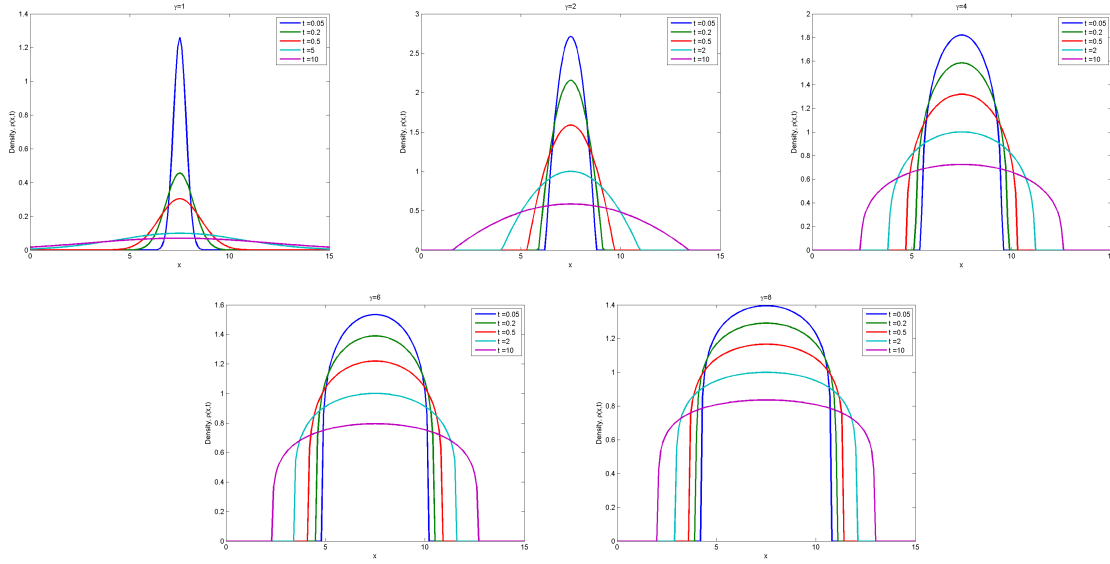 γ=1
Density, ρ(x,t)
1.4
1.2
1
0.8
0.6
0.4
0.2
0
0 5 10 15
x
t =0.05
t =0.2
t =0.5
t =5
t =10
γ=2
Density, ρ(x,t)
3
2.5
2
1.5
1
0.5
0
0 5 10 15
x
t =0.05
t =0.2
t =0.5
t =2
t =10
γ=4
Density, ρ(x,t)
2
1.8
1.6
1.4
1.2
1
0.8
0.6
0.4
0.2
0
0 5 10 15
x
t =0.05
t =0.2
t =0.5
t =2
t =10
γ=6
Density, ρ(x,t)
1.6
1.4
1.2
1
0.8
0.6
0.4
0.2
0
0 5 10 15
x
t =0.05
t =0.2
t =0.5
t =2
t =10
γ=8
Density, ρ(x,t)
1.4
1.2
1
0.8
0.6
0.4
0.2
0
0 5 10 15
x
t =0.05
t =0.2
t =0.5
t =2
t =10